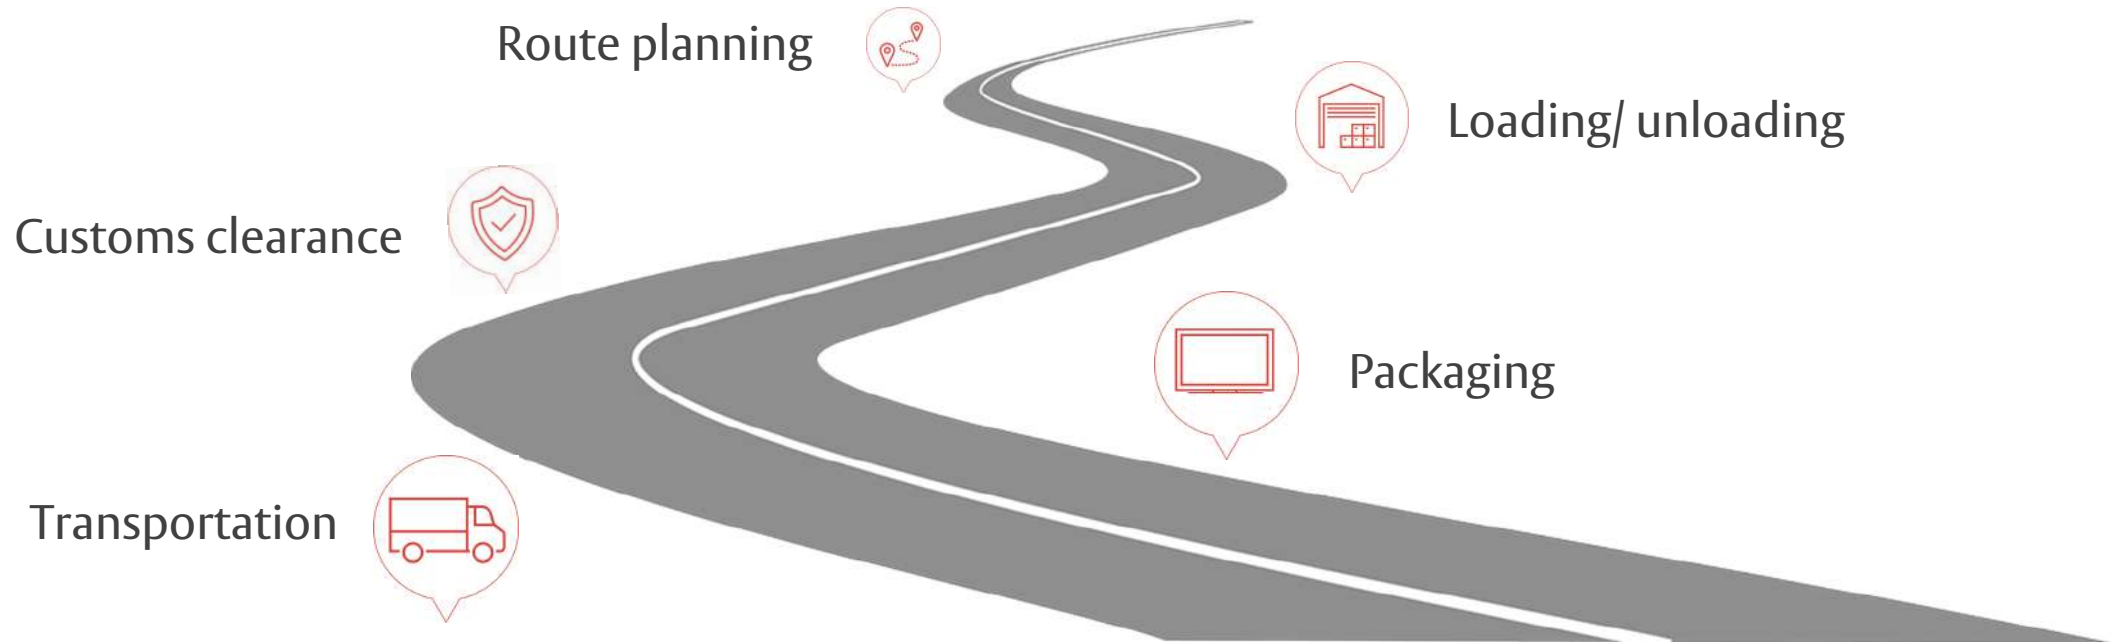 Route planning
Loading/ unloading
Customs clearance
Packaging
Transportation